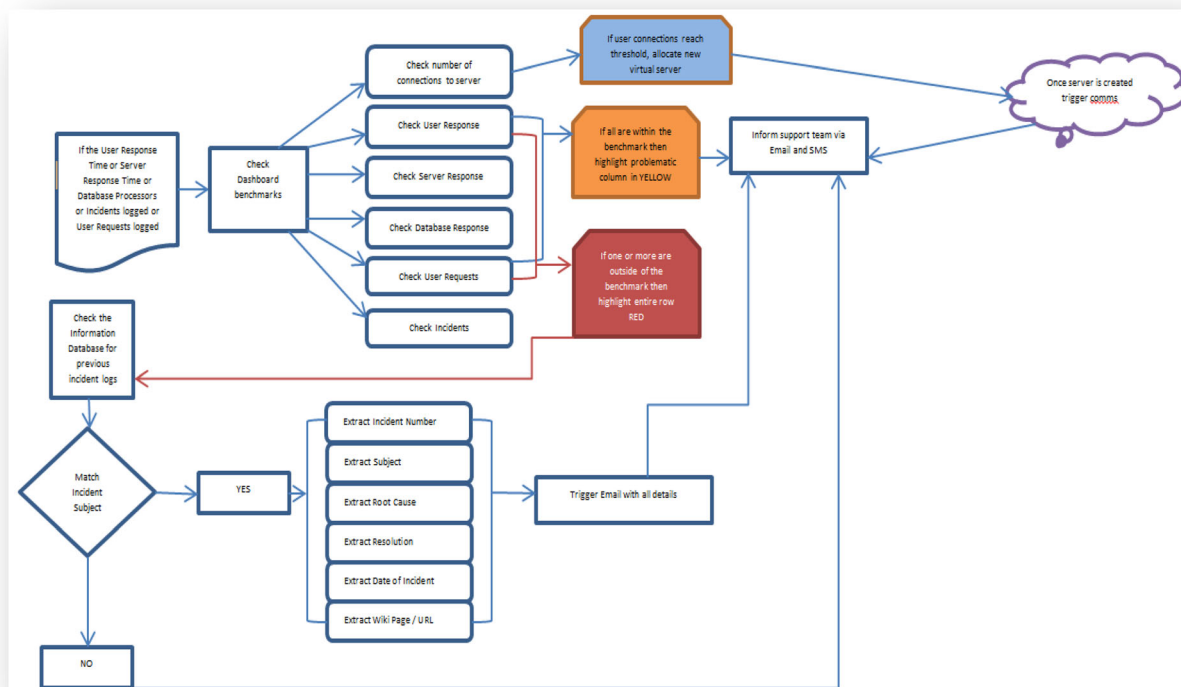 If the User Response
Time or Server
Response Time or
Database Processors
or Incidents logged or
User Requests logged
Check
Dashboard
benchmarks
Check number of
connections to server
Check User Response
Check Server Response
Check Database Response
Check User Requests
Check Incidents
If user connections reach
threshold, allocate new
virtual server
If all are within the
benchmark then
highlight problematic
column in YELLOW
If one or more are
outside of the
benchmark then
highlight entire row
RED
Once server is created
trigger comms
Inform support team via
Email and SMS
Check the
Information
Database for
previous
incident logs
Match
Incident
Subject
YES
Extract Incident Number
Extract Subject
Extract Root Cause
Extract Resolution
Extract Date of Incident
Extract Wiki Page / URL
Trigger Email with all details
NO